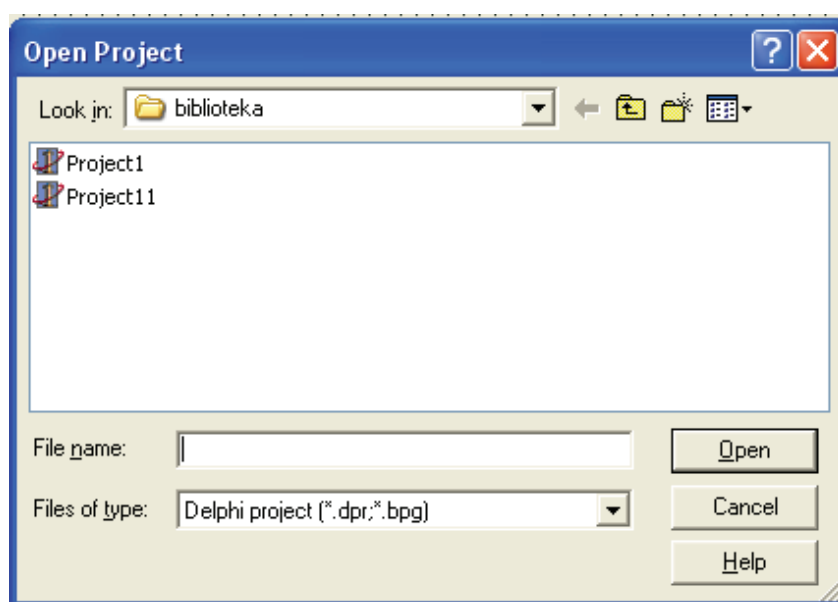 Open Project
Look in: biblioteka
Project1
Project11
File name:
Open
Files of type: Delphi project (*.dpr;*.bpg)
Cancel
Help